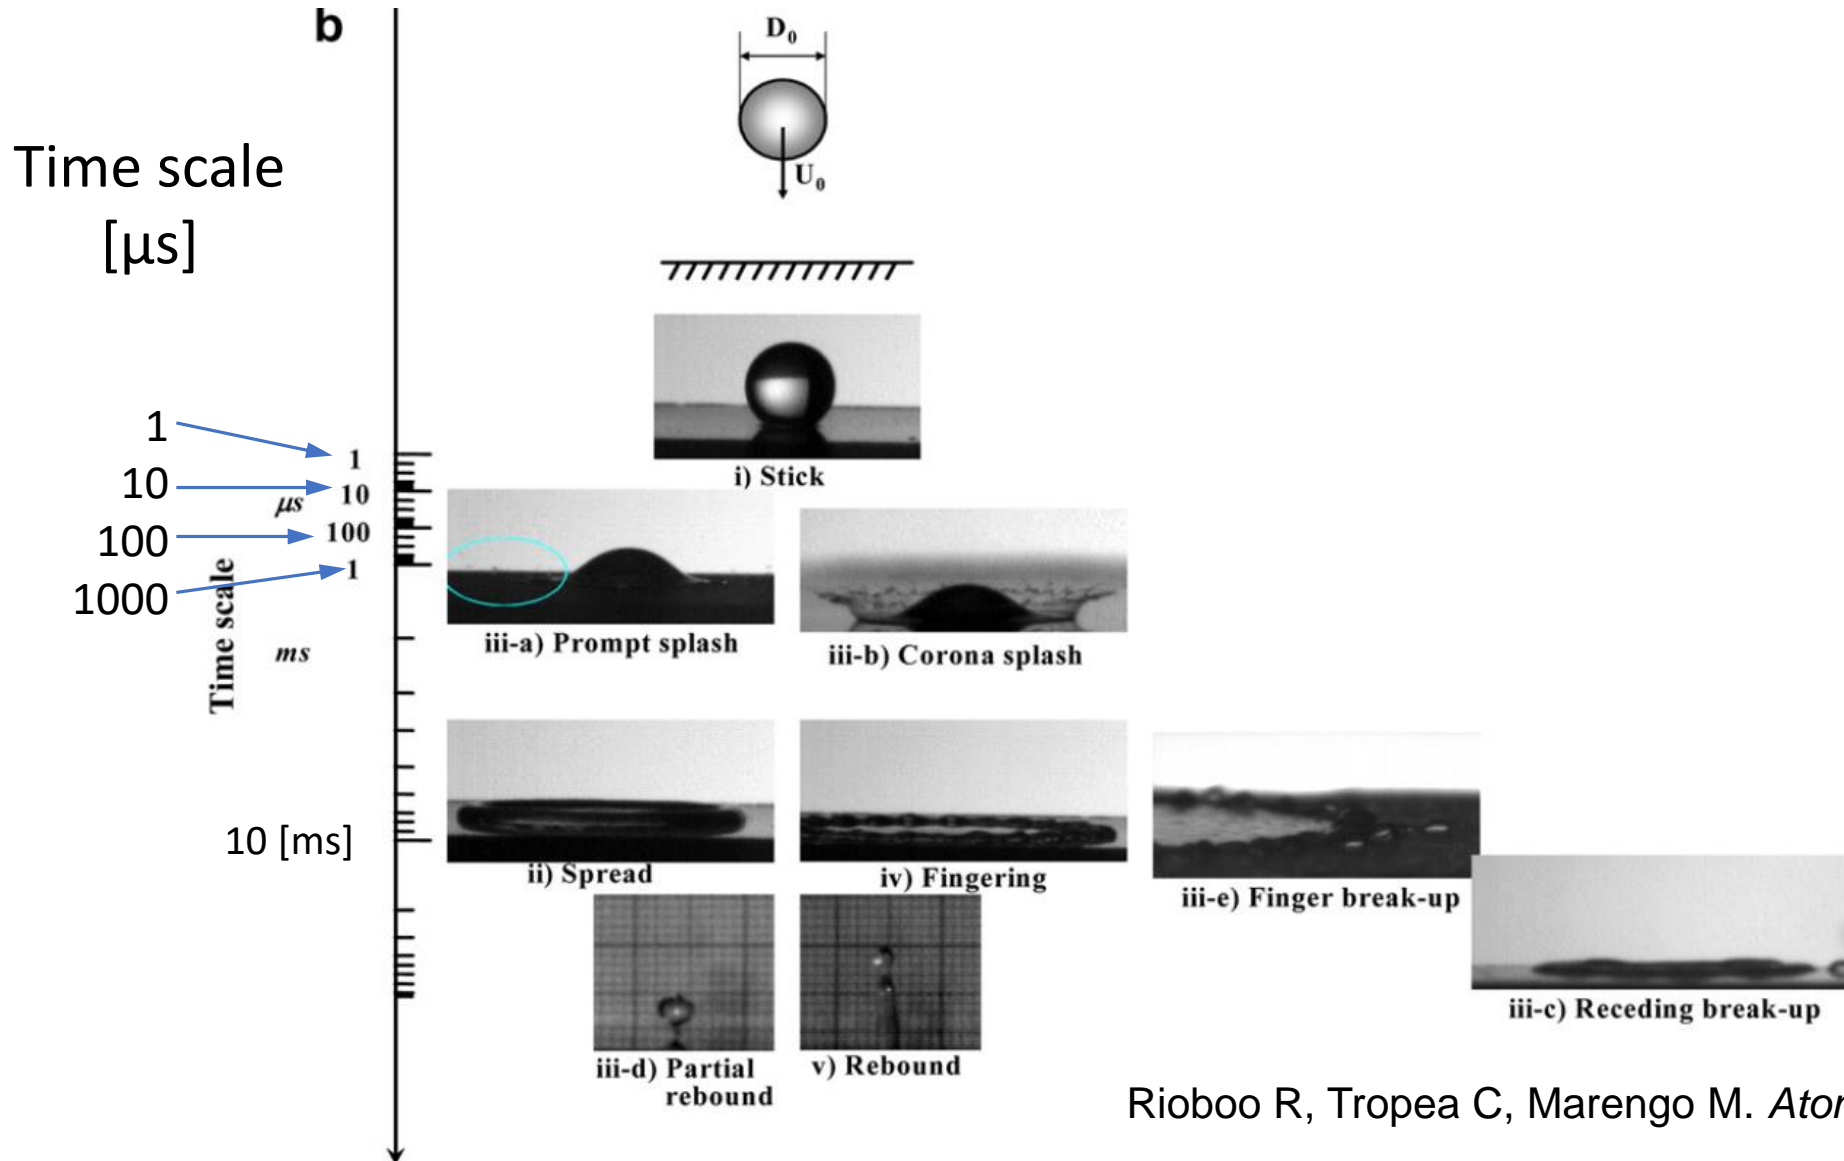 b
D₀
U₀
Time scale
[µs]
1
10
100
1000
1
10
µs
100
1
Time scale
ms
10 [ms]
i) Stick
iii-a) Prompt splash
iii-b) Corona splash
ii) Spread
iv) Fingering
iii-e) Finger break-up
iii-c) Receding break-up
iii-d) Partial
rebound
v) Rebound
Rioboo R, Tropea C, Marengo M.